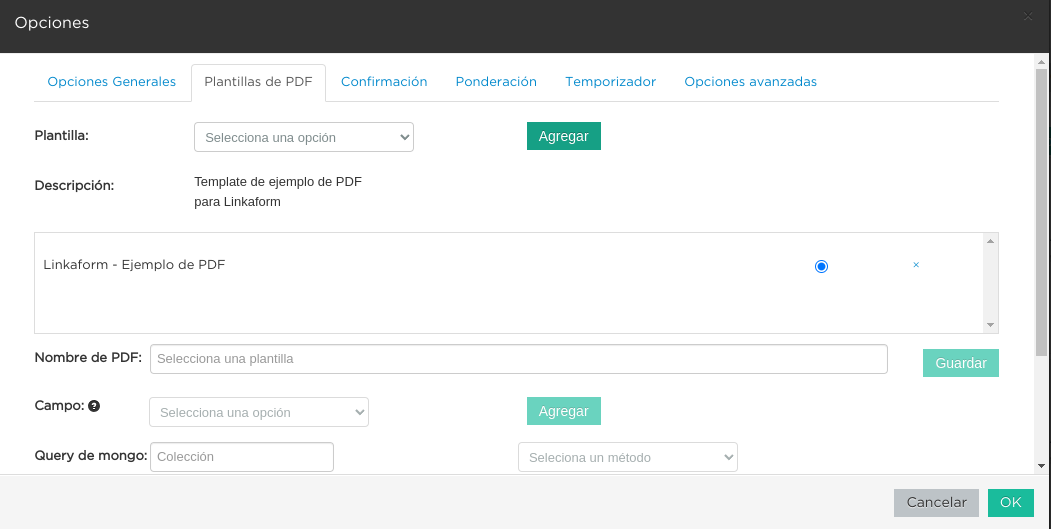 Opciones
Opciones Generales Plantillas de PDF Confirmación Ponderación Temporizador Opciones avanzadas
Plantilla: Selecciona una opción Agregar
Descripción: Template de ejemplo de PDF
para Linkaform
Linkaform - Ejemplo de PDF ×
Nombre de PDF: Selecciona una plantilla Guardar
Campo: ? Selecciona una opción Agregar
Query de mongo: Colección Seleciona un método
Cancelar OK